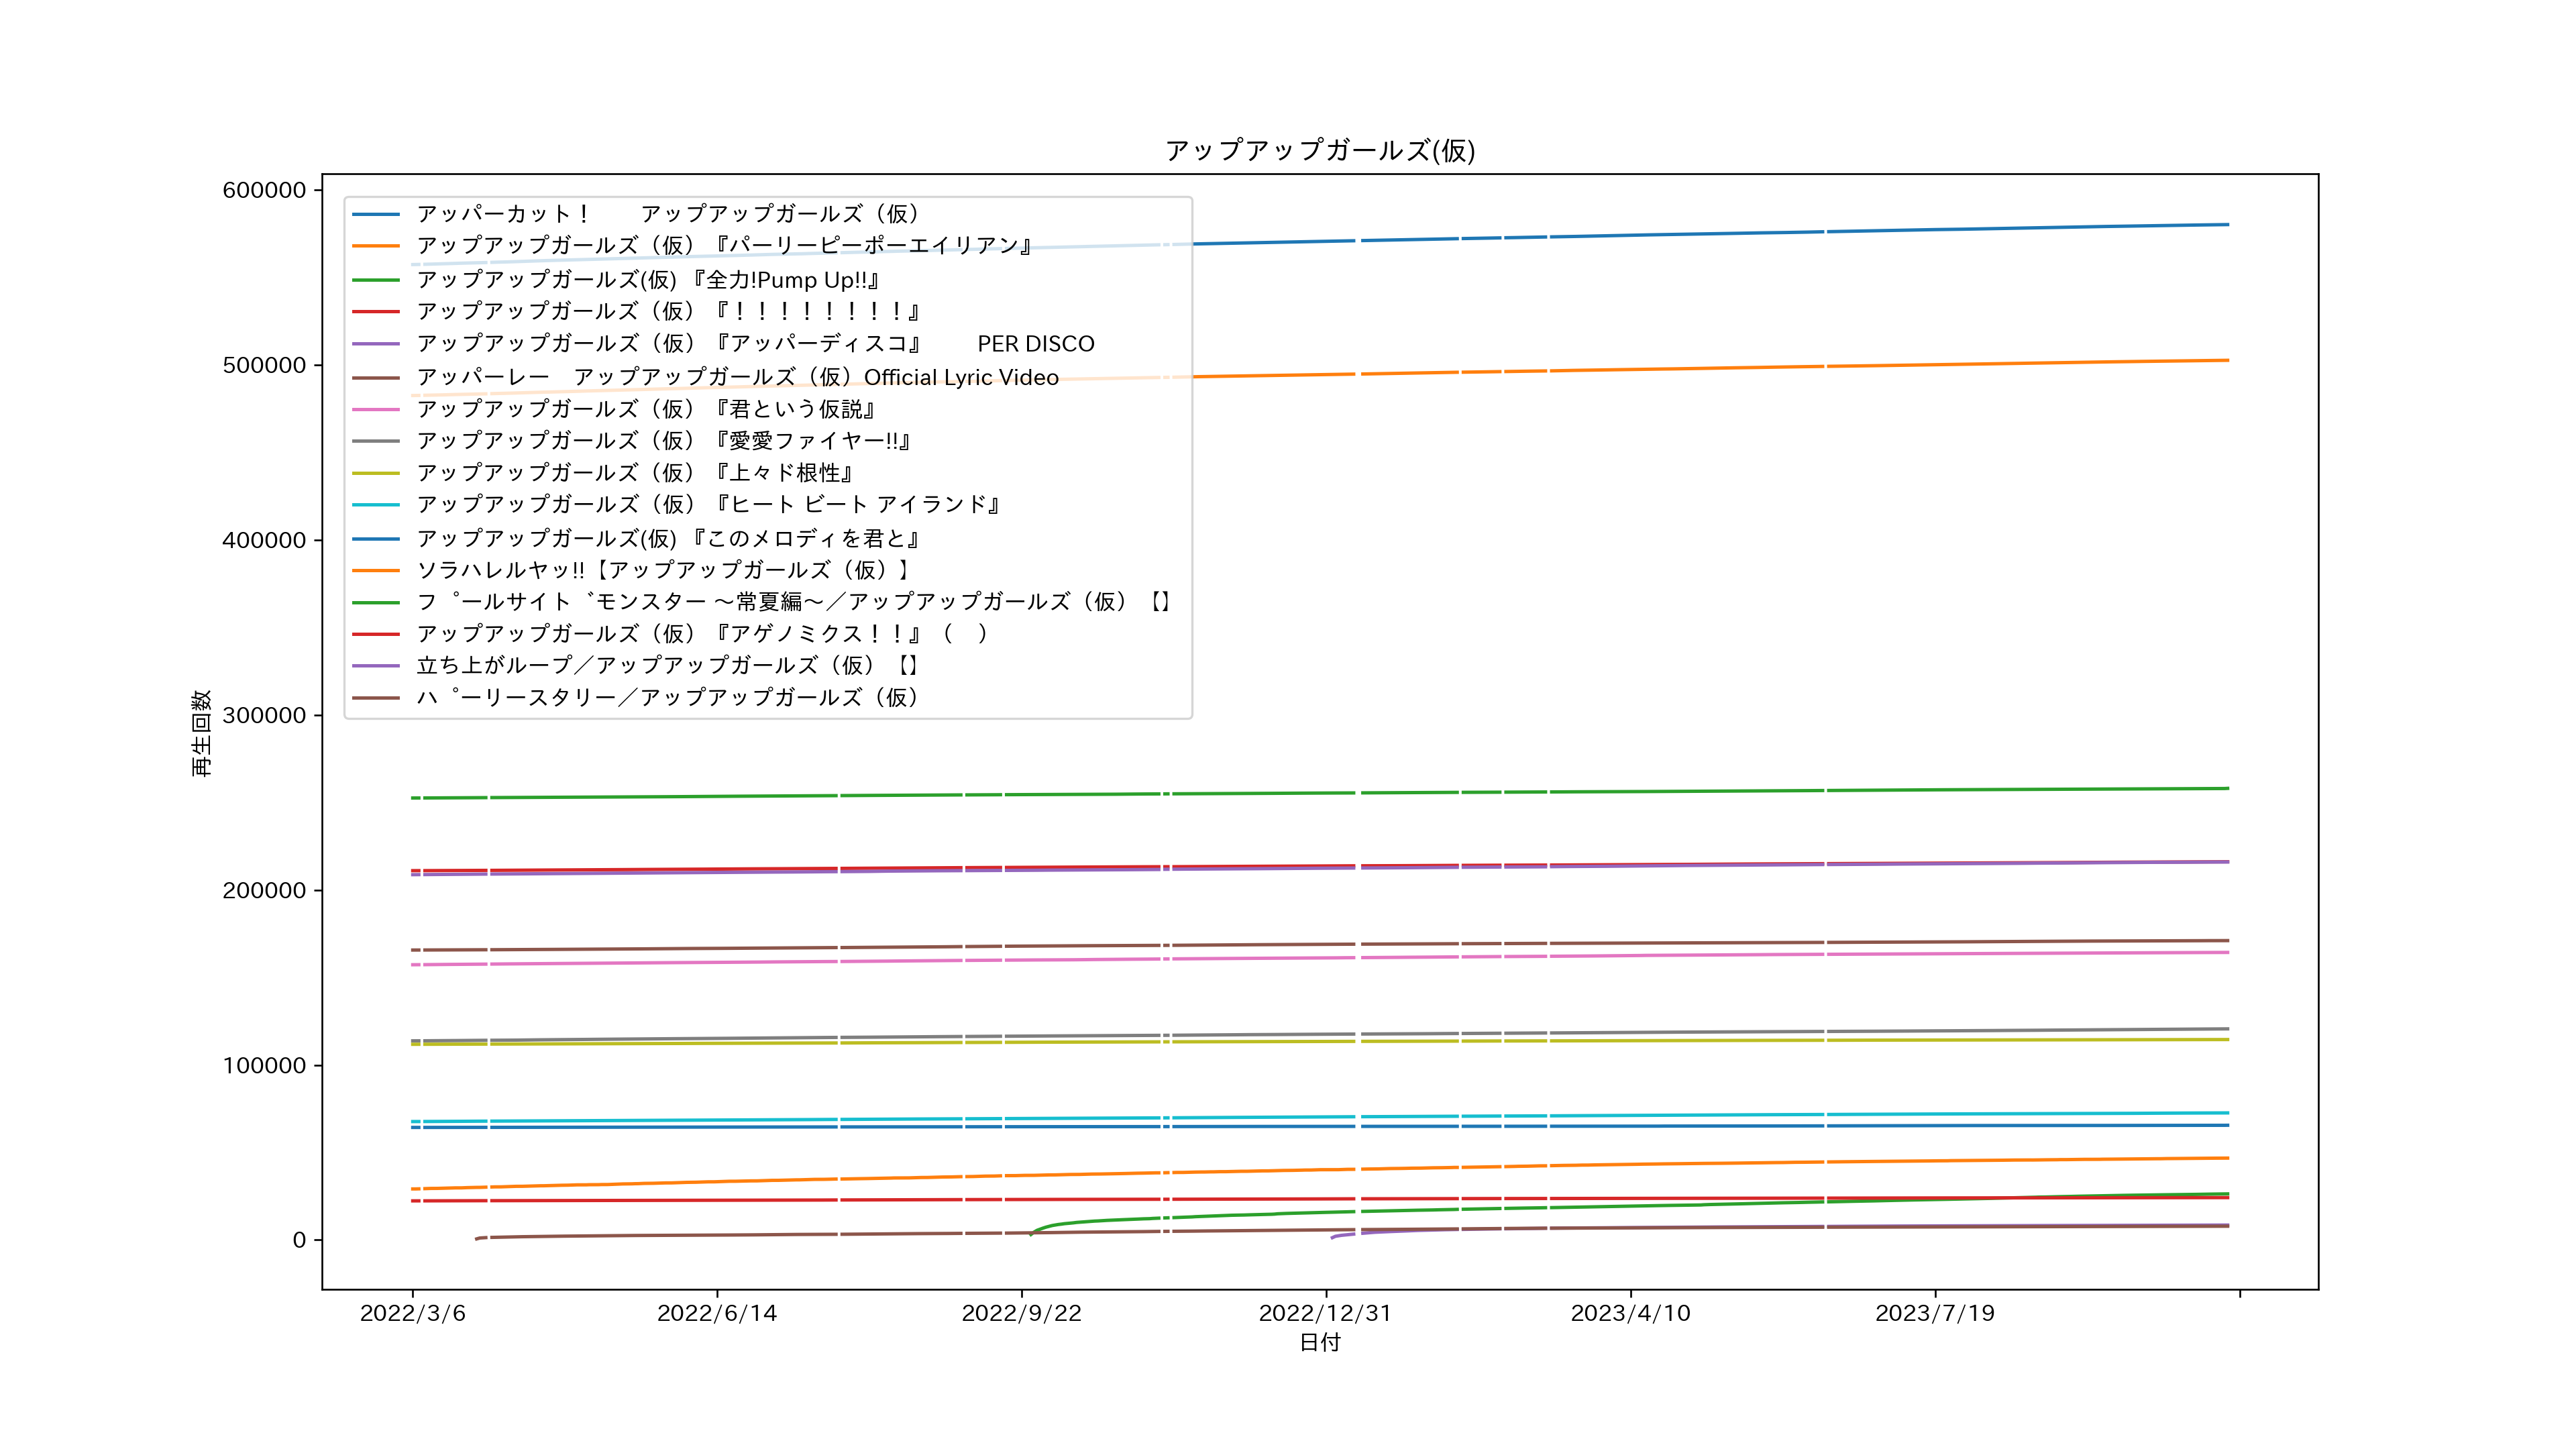 アップアップガールズ(仮)
600000
500000
400000
300000
200000
100000
0
再生回数
アッパーカット！　　アップアップガールズ（仮）
アップアップガールズ（仮）『パーリーピーポーエイリアン』
アップアップガールズ(仮) 『全力!Pump Up!!』
アップアップガールズ（仮）『！！！！！！！！』
アップアップガールズ（仮）『アッパーディスコ』　　PER DISCO
アッパーレー　アップアップガールズ（仮）Official Lyric Video
アップアップガールズ（仮）『君という仮説』
アップアップガールズ（仮）『愛愛ファイヤー!!』
アップアップガールズ（仮）『上々ド根性』
アップアップガールズ（仮）『ヒート ビート アイランド』
アップアップガールズ(仮) 『このメロディを君と』
ソラハレルヤッ!!【アップアップガールズ（仮）】
フ゜ールサイト゛モンスター ～常夏編～／アップアップガールズ（仮）【】
アップアップガールズ（仮）『アゲノミクス！！』（　）
立ち上がループ／アップアップガールズ（仮）【】
ハ゜ーリースタリー／アップアップガールズ（仮）
2022/3/6
2022/6/14
2022/9/22
2022/12/31
2023/4/10
2023/7/19
日付